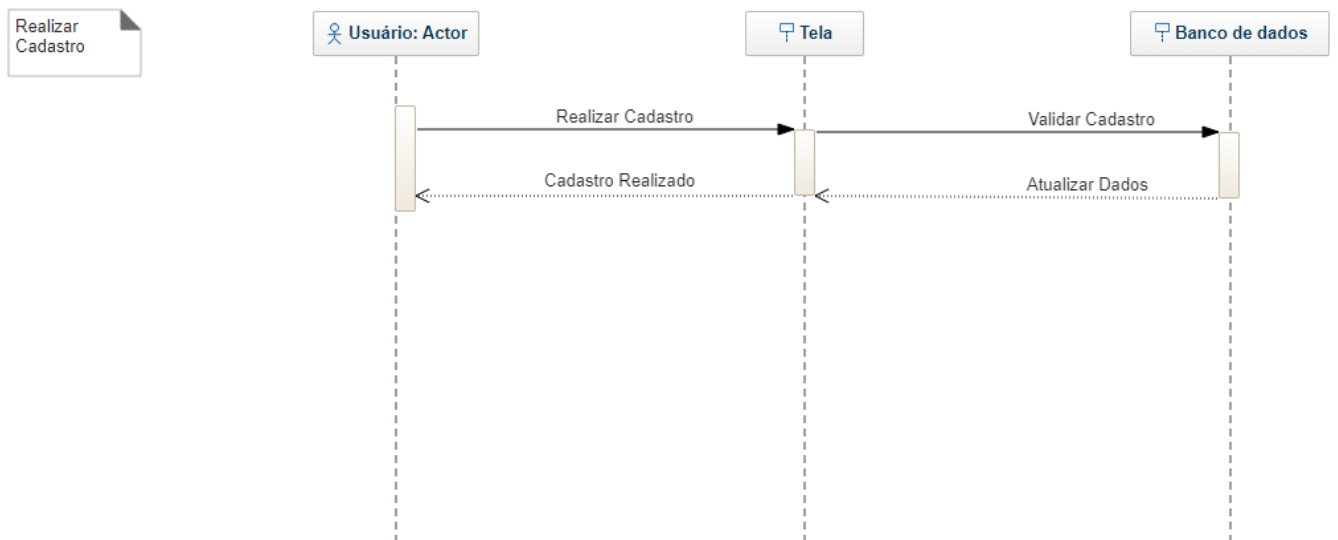 Realizar
Cadastro
Usuário: Actor
Tela
Banco de dados
Realizar Cadastro
Validar Cadastro
Cadastro Realizado
Atualizar Dados